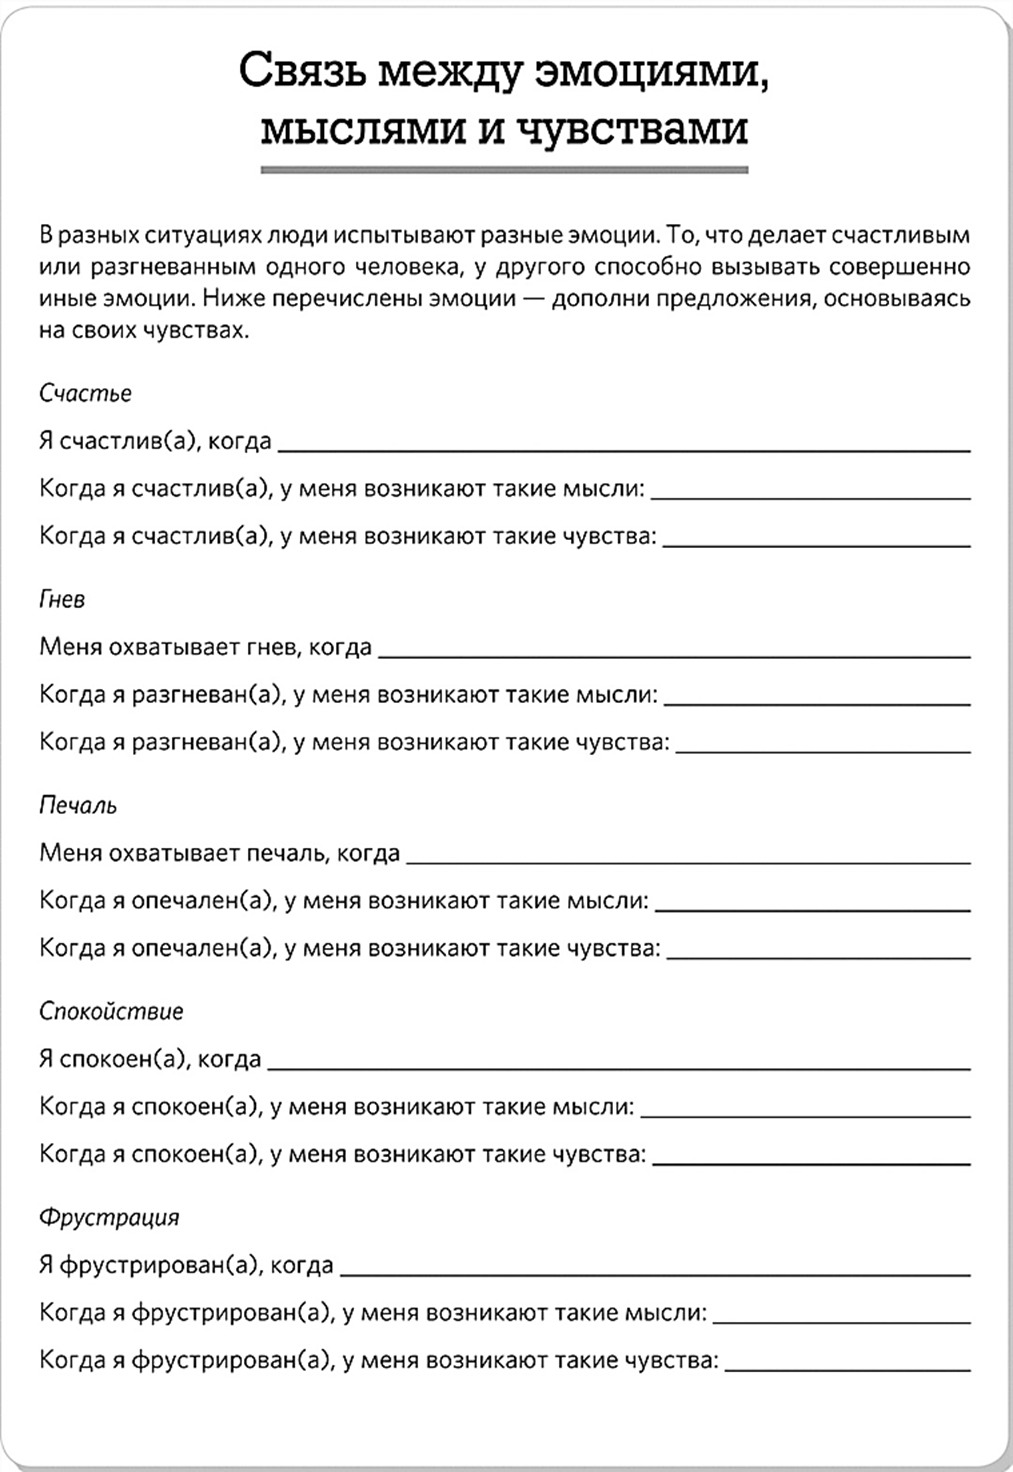 Связь между эмоциями,
мыслями и чувствами
В разных ситуациях люди испытывают разные эмоции. То, что делает счастливым
или разгневанным одного человека, у другого способно вызывать совершенно
иные эмоции. Ниже перечислены эмоции — дополни предложения, основываясь
на своих чувствах.
Счастье
Я счастлив(а), когда
Когда я счастлив(а), у меня возникают такие мысли:
Когда я счастлив(а), у меня возникают такие чувства:
Гнев
Меня охватывает гнев, когда
Когда я разгневан(а), у меня возникают такие мысли:
Когда я разгневан(а), у меня возникают такие чувства:
Печаль
Меня охватывает печаль, когда
Когда я опечален(а), у меня возникают такие мысли:
Когда я опечален(а), у меня возникают такие чувства:
Спокойствие
Я спокоен(а), когда
Когда я спокоен(а), у меня возникают такие мысли:
Когда я спокоен(а), у меня возникают такие чувства:
Фрустрация
Я фрустрирован(а), когда
Когда я фрустрирован(а), у меня возникают такие мысли:
Когда я фрустрирован(а), у меня возникают такие чувства: